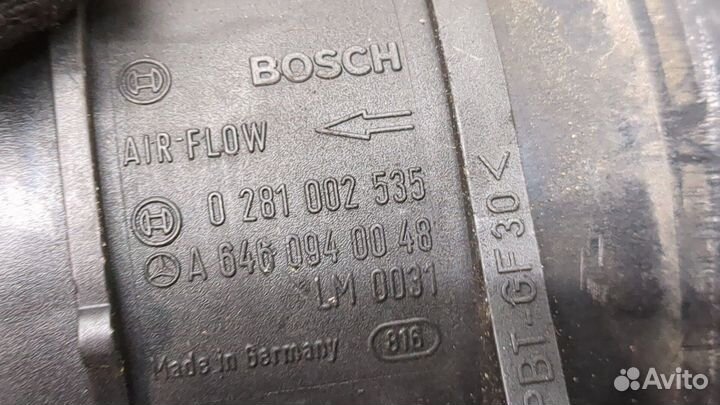 BOSCH
AIR-FLOW
0 281 002 535
A 646 094 00 48
LM 0031
Made in Germany 816
PBT-GF30<
Avito